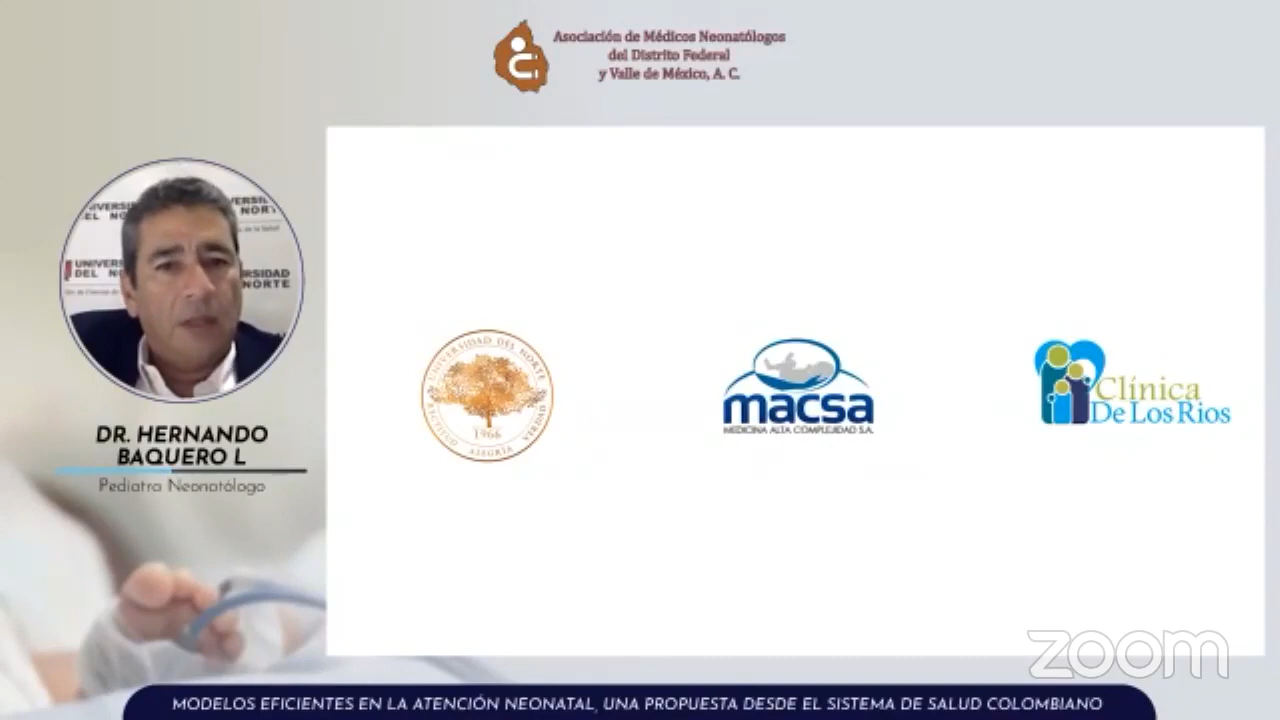 Asociación de Médicos Neonatólogos
del Distrito Federal
y Valle de México, A. C.
UNIVERSIDAD DEL NORTE
1966
ALEGRÍA VERDAD
macsa
MEDICINA ALTA COMPLEJIDAD S.A.
Clínica
De Los Rios
DR. HERNANDO
BAQUERO L
Pediatra Neonatólogo
zoom
MODELOS EFICIENTES EN LA ATENCIÓN NEONATAL, UNA PROPUESTA DESDE EL SISTEMA DE SALUD COLOMBIANO